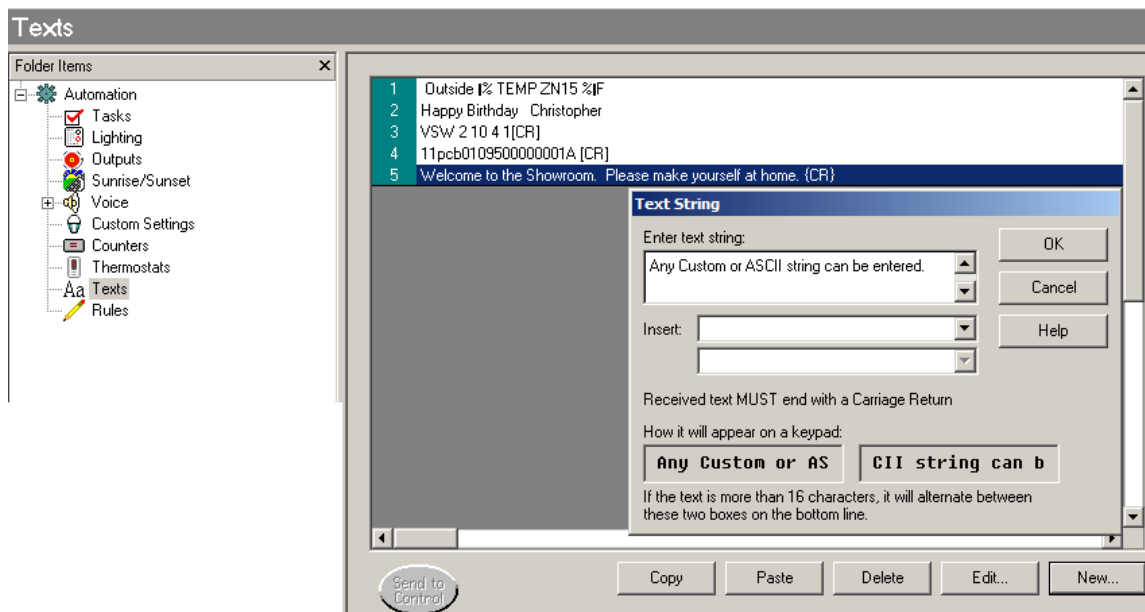 Texts
Folder Items
Automation
Tasks
Lighting
Outputs
Sunrise/Sunset
Voice
Custom Settings
Counters
Thermostats
Aa Texts
Rules
1 Outside |% TEMP ZN15 %|F
2 Happy Birthday Christopher
3 VSW 2 10 4 1[CR]
4 11pcb0109500000001A [CR]
5 Welcome to the Showroom. Please make yourself at home. {CR}
Text String
Enter text string:
Any Custom or ASCII string can be entered.
OK
Cancel
Help
Insert:
Received text MUST end with a Carriage Return
How it will appear on a keypad:
Any Custom or AS CII string can b
If the text is more than 16 characters, it will alternate between
these two boxes on the bottom line.
Send to
Control
Copy Paste Delete Edit... New...